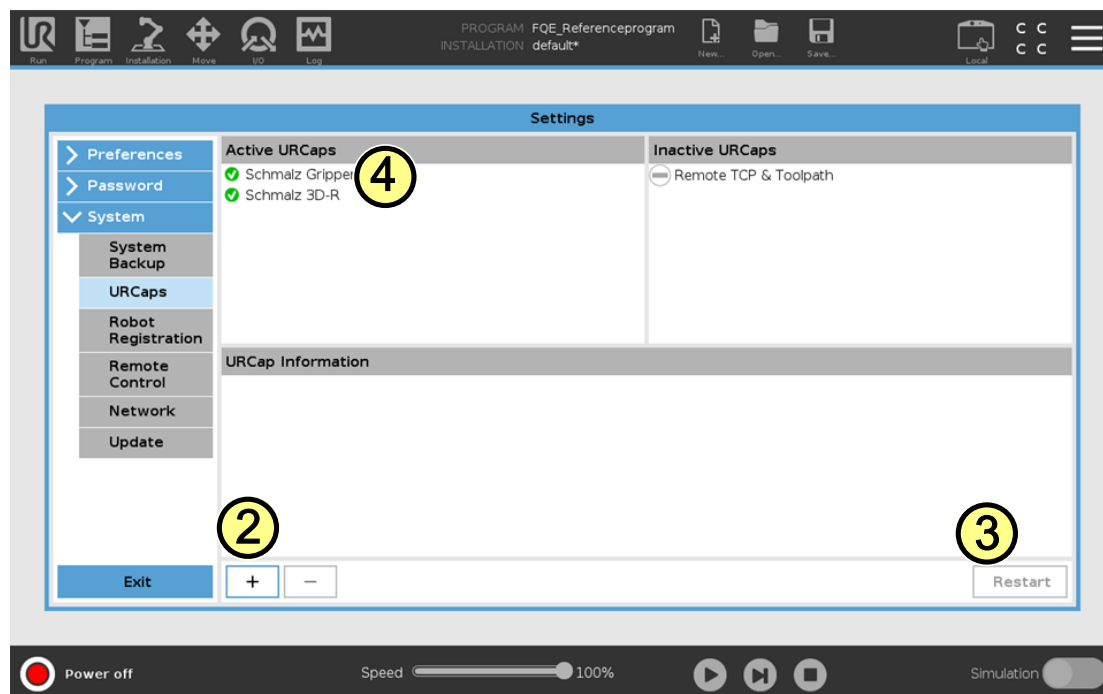 PROGRAM FQE_Referenceprogram
INSTALLATION default*
UR
Run Program Installation Move I/O Log New... Open... Save... Local
C C
C C
Settings
Preferences
Password
System
System
Backup
URCaps
Robot
Registration
Remote
Control
Network
Update
Exit
Active URCaps
Schmalz Gripper
Schmalz 3D-R
4
Inactive URCaps
Remote TCP & Toolpath
URCap Information
2
3
+ −
Restart
Power off
Speed 100%
Simulation